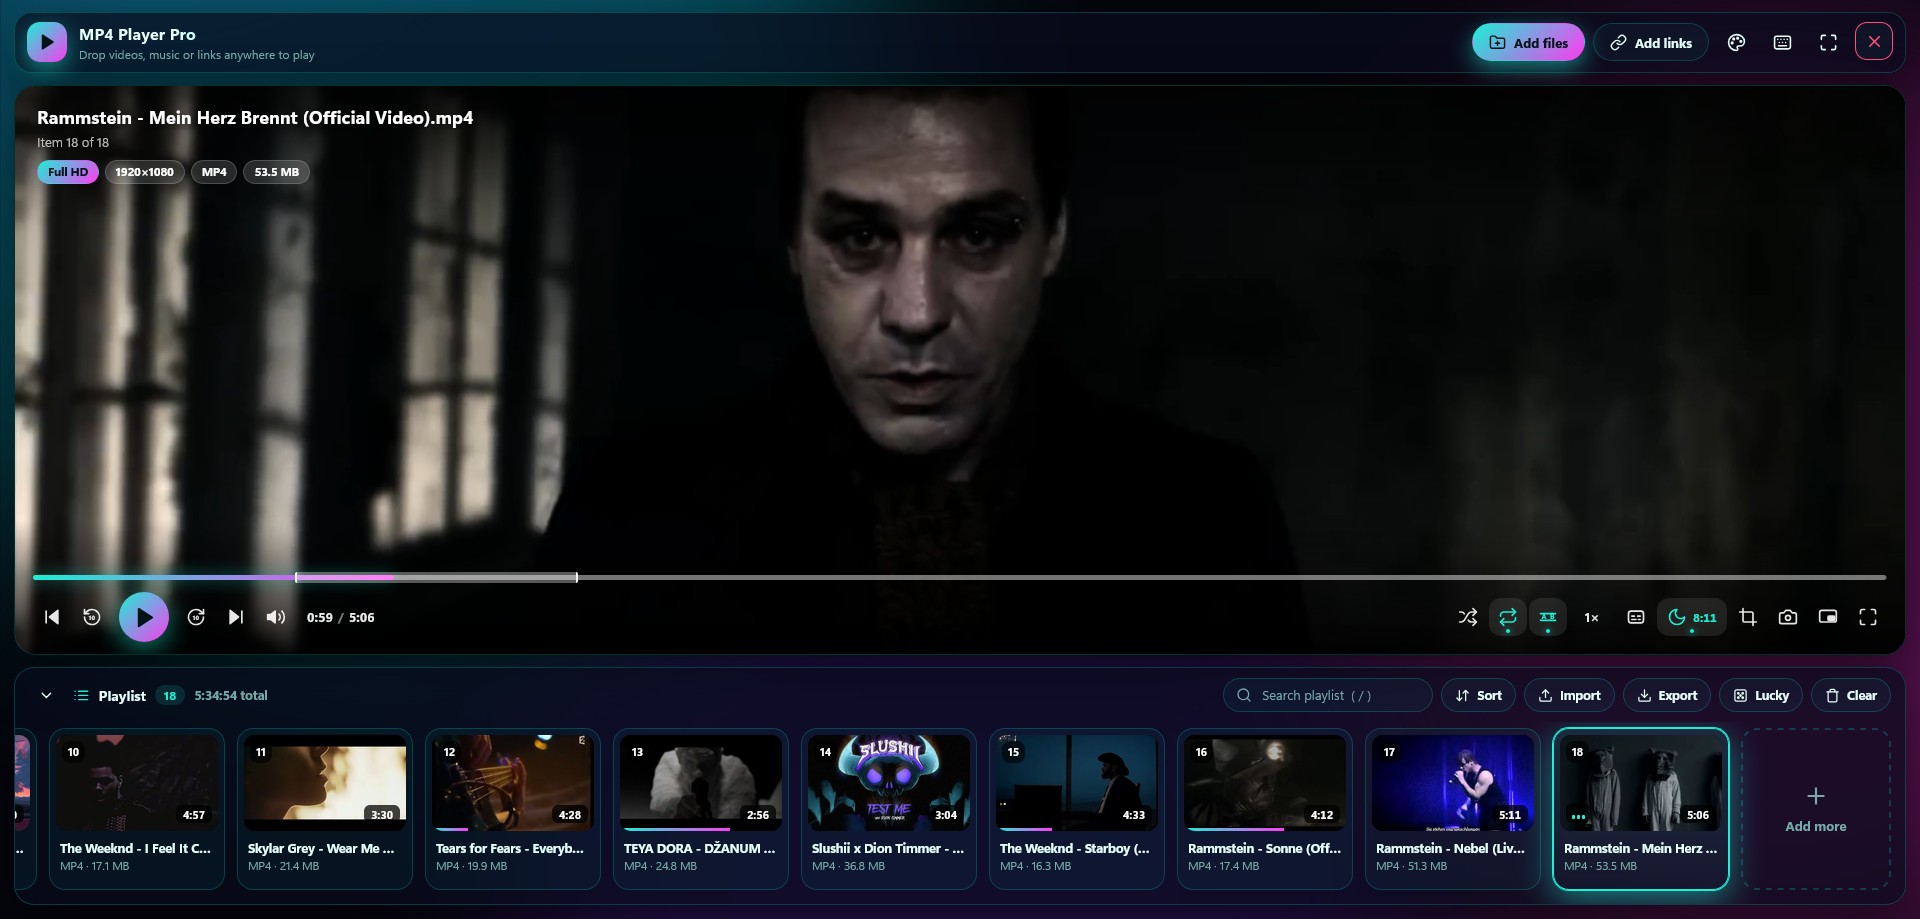 MP4 Player Pro
Drop videos, music or links anywhere to play
Add files
Add links
Rammstein - Mein Herz Brennt (Official Video).mp4
Item 18 of 18
Full HD
1920×1080
MP4
53.5 MB
10
10
0:59 / 5:06
A B
1×
8:11
Playlist
18
5:34:54 total
Search playlist ( / )
Sort
Import
Export
Lucky
Clear
10
4:57
The Weeknd - I Feel It C...
MP4 · 17.1 MB
11
3:30
Skylar Grey - Wear Me ...
MP4 · 21.4 MB
12
4:28
Tears for Fears - Everyb...
MP4 · 19.9 MB
13
2:56
TEYA DORA - DŽANUM ...
MP4 · 24.8 MB
14
SLUSHII
TEST ME
3:04
Slushii x Dion Timmer - ...
MP4 · 36.8 MB
15
4:33
The Weeknd - Starboy (...
MP4 · 16.3 MB
16
4:12
Rammstein - Sonne (Off...
MP4 · 17.4 MB
17
5:11
Rammstein - Nebel (Liv...
MP4 · 51.3 MB
18
5:06
Rammstein - Mein Herz ...
MP4 · 53.5 MB
Add more